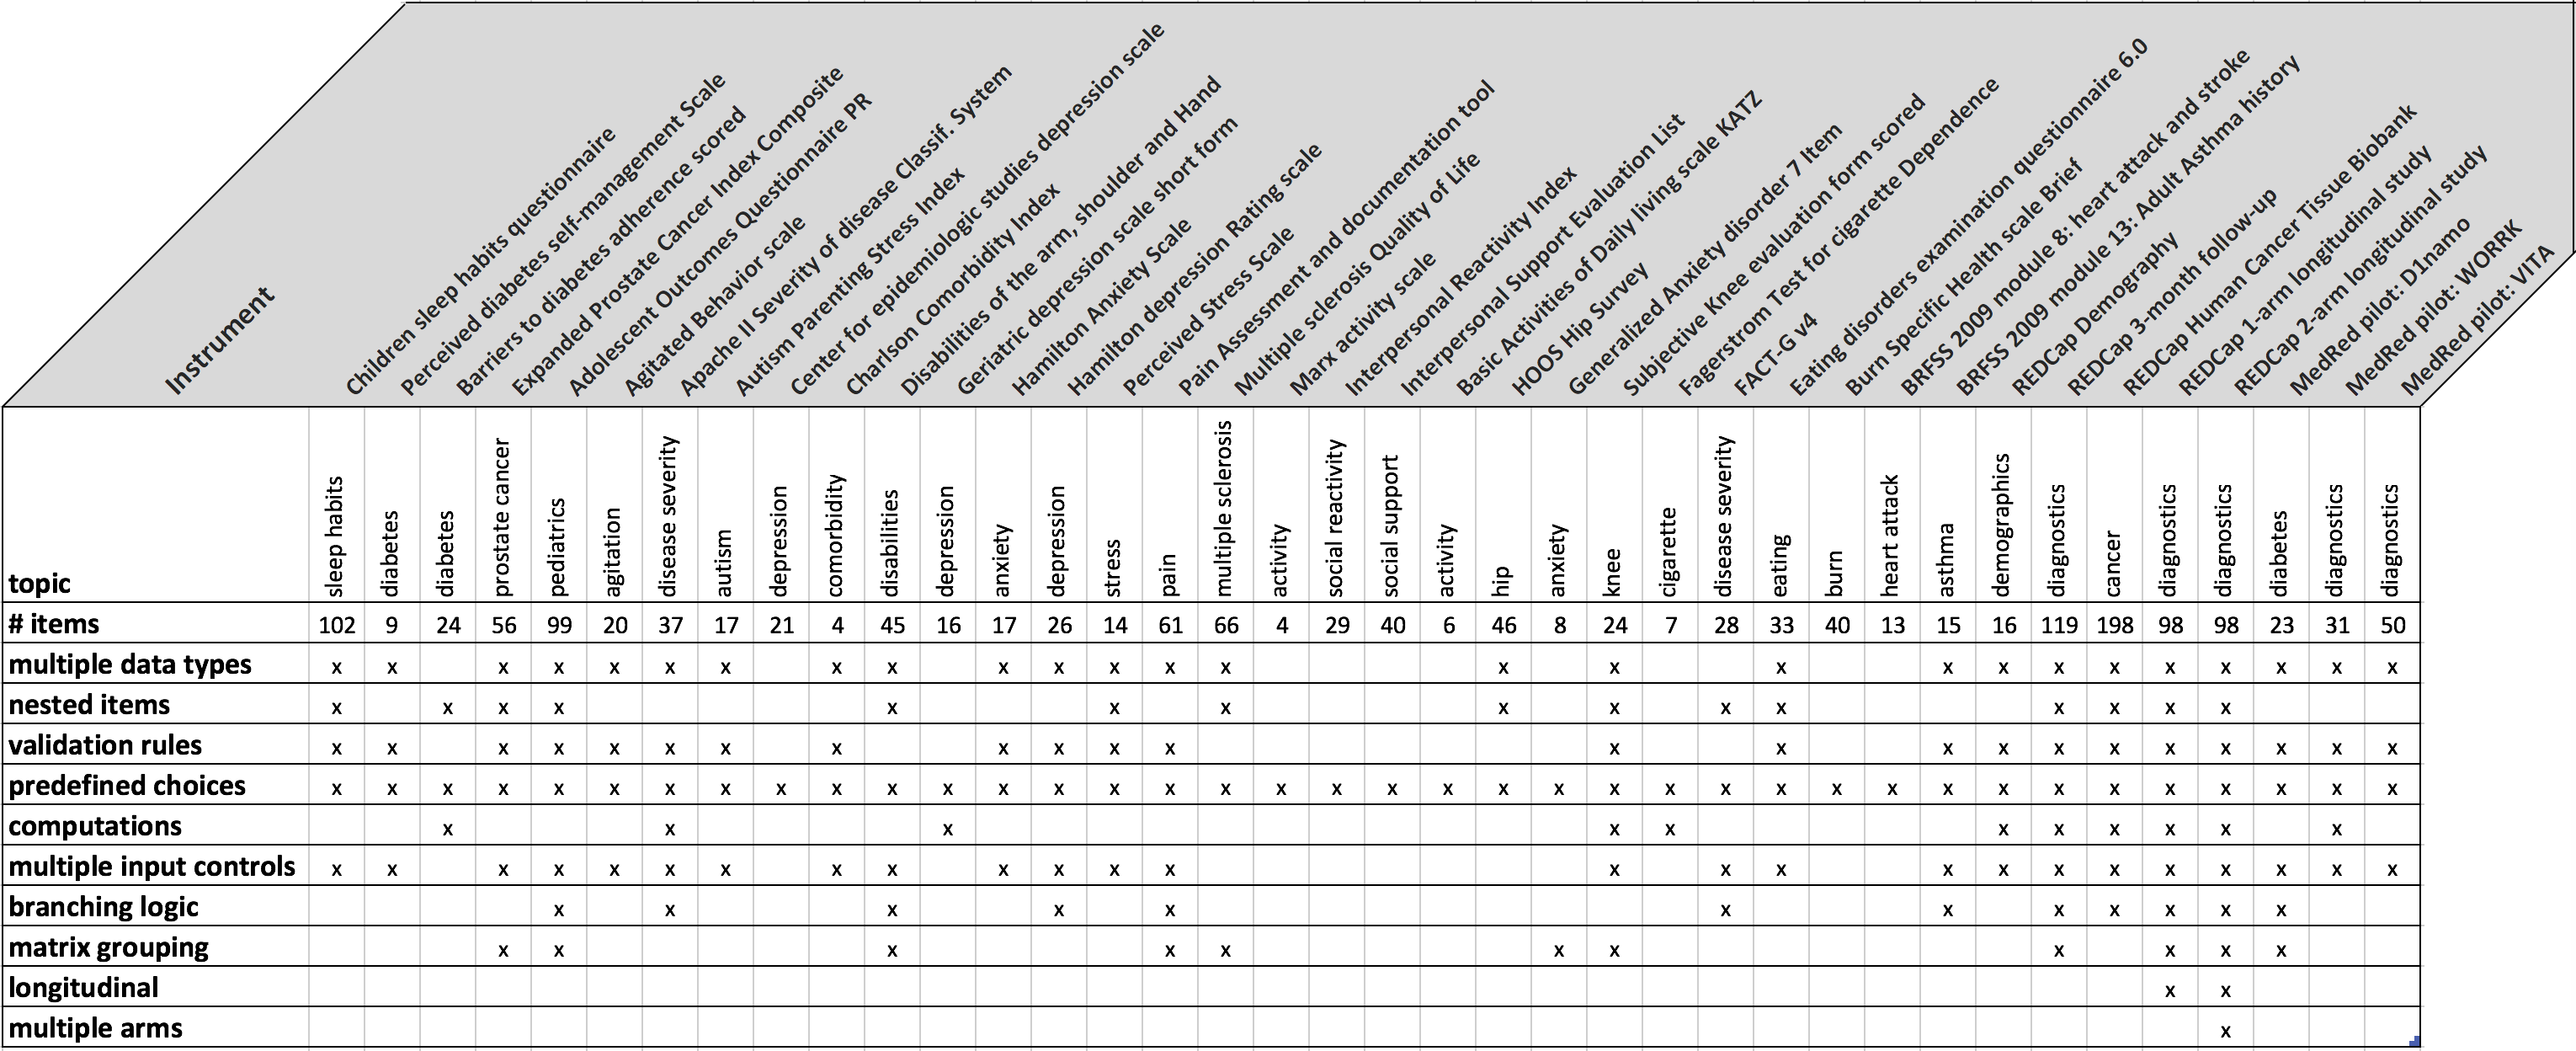 Instrument
Children sleep habits questionnaire
Perceived diabetes self-management Scale
Barriers to diabetes adherence scored
Expanded Prostate Cancer Index Composite
Adolescent Outcomes Questionnaire PR
Agitated Behavior scale
Apache II Severity of disease Classif. System
Autism Parenting Stress Index
Center for epidemiologic studies depression scale
Charlson Comorbidity Index
Disabilities of the arm, shoulder and Hand
Geriatric depression scale short form
Hamilton Anxiety Scale
Hamilton depression Rating scale
Perceived Stress Scale
Pain Assessment and documentation tool
Multiple sclerosis Quality of Life
Marx activity scale
Interpersonal Reactivity Index
Interpersonal Support Evaluation List
Basic Activities of Daily living scale KATZ
HOOS Hip Survey
Generalized Anxiety disorder 7 Item
Subjective Knee evaluation form scored
Fagerstrom Test for cigarette Dependence
FACT-G v4
Eating disorders examination questionnaire 6.0
Burn Specific Health scale Brief
BRFSS 2009 module 8: heart attack and stroke
BRFSS 2009 module 13: Adult Asthma history
REDCap Demography
REDCap 3-month follow-up
REDCap Human Cancer Tissue Biobank
REDCap 1-arm longitudinal study
REDCap 2-arm longitudinal study
MedRed pilot: D1namo
MedRed pilot: WORRK
MedRed pilot: VITA
topic sleep habits diabetes diabetes prostate cancer pediatrics agitation disease severity autism depression comorbidity disabilities depression anxiety depression stress pain multiple sclerosis activity social reactivity social support activity hip anxiety knee cigarette disease severity eating burn heart attack asthma demographics diagnostics cancer diagnostics diagnostics diabetes diagnostics diagnostics
# items 102 9 24 56 99 20 37 17 21 4 45 16 17 26 14 61 66 4 29 40 6 46 8 24 7 28 33 40 13 15 16 119 198 98 98 23 31 50
multiple data types x x x x x x x x x x x x x x x x x x x x x x x x x x
nested items x x x x x x x x x x x x x x x
validation rules x x x x x x x x x x x x x x x x x x x x x x x
predefined choices x x x x x x x x x x x x x x x x x x x x x x x x x x x x x x x x x x x x x x
computations x x x x x x x x x x x
multiple input controls x x x x x x x x x x x x x x x x x x x x x x x x x
branching logic x x x x x x x x x x x x
matrix grouping x x x x x x x x x x x
longitudinal x x
multiple arms x